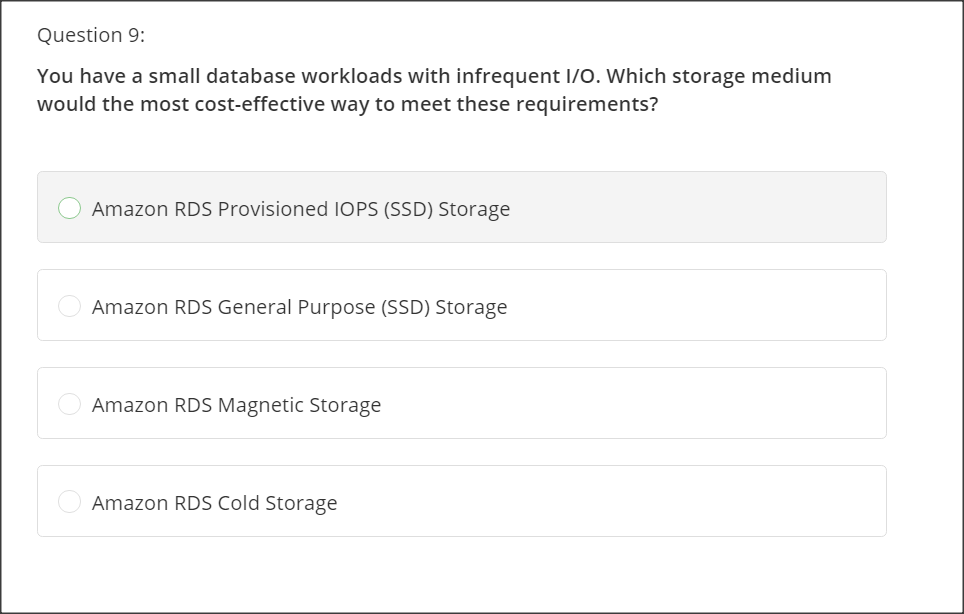 Question 9:
You have a small database workloads with infrequent I/O. Which storage medium
would the most cost-effective way to meet these requirements?
Amazon RDS Provisioned IOPS (SSD) Storage
Amazon RDS General Purpose (SSD) Storage
Amazon RDS Magnetic Storage
Amazon RDS Cold Storage